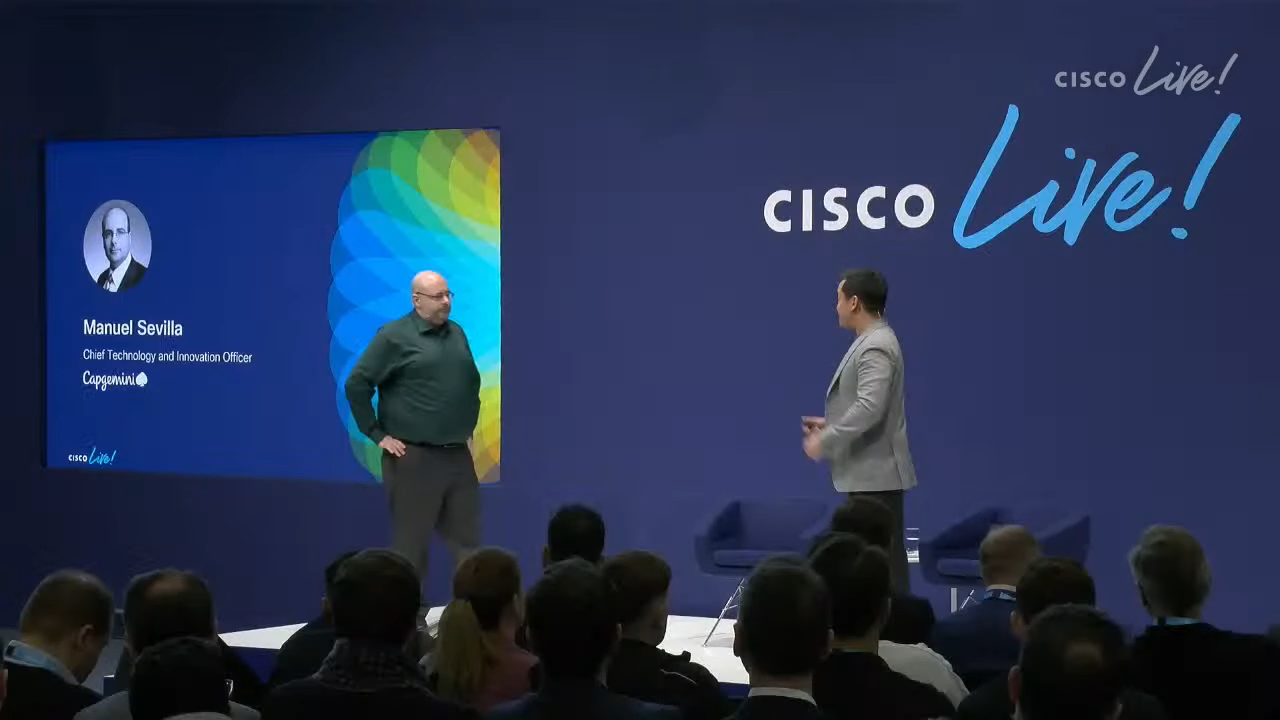 CISCO Live!
CISCO Live!
Manuel Sevilla
Chief Technology and Innovation Officer
Capgemini
CISCO Live!